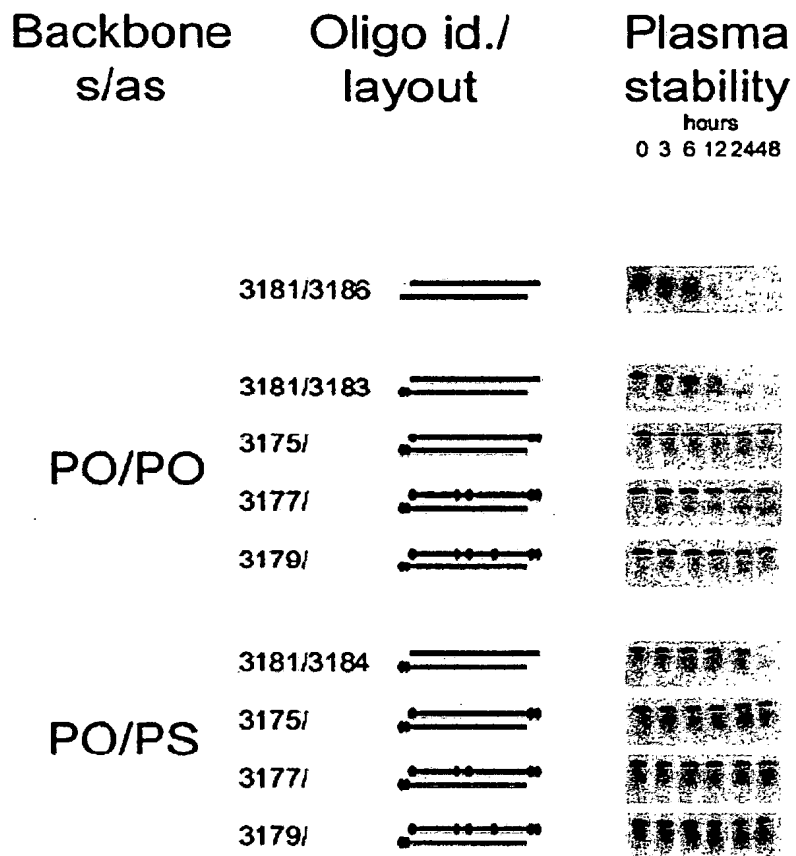 Backbone s/as
Oligo id./ layout
Plasma stability
hours
0 3 6 12 24 48
3181/3186
PO/PO
3181/3183
3175/
3177/
3179/
PO/PS
3181/3184
3175/
3177/
3179/